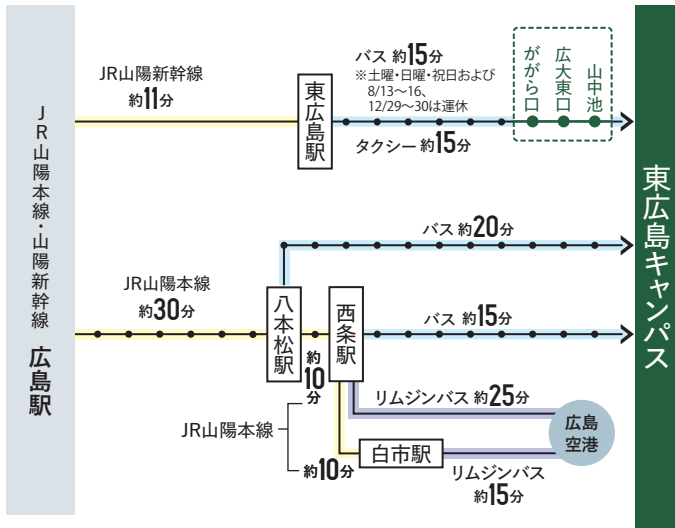 JR山陽本線・山陽新幹線 広島駅
JR山陽新幹線
約11分
東広島駅
バス 約15分
※土曜・日曜・祝日および
8/13〜16、
12/29〜30は運休
タクシー 約15分
ががら口
広大東口
山中池
東広島キャンパス
バス 約20分
JR山陽本線
約30分
八本松駅
約10分
西条駅
バス 約15分
リムジンバス 約25分
広島
空港
JR山陽本線
約10分
白市駅
リムジンバス
約15分